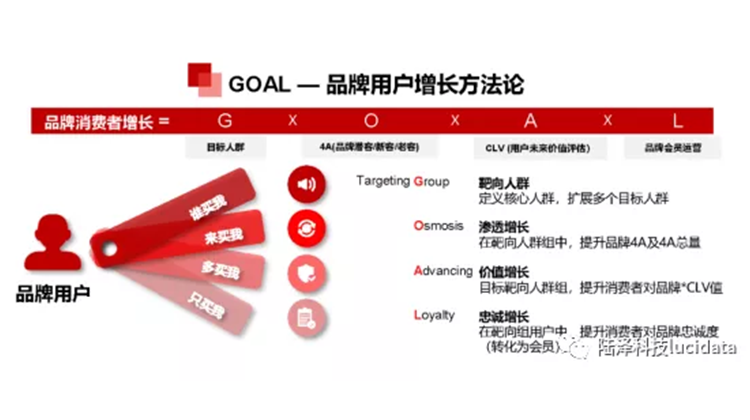 GOAL — 品牌用户增长方法论
品牌消费者增长 = G x O x A x L
目标人群
4A(品牌潜客/新客/老客)
CLV (用户未来价值评估)
品牌会员运营
谁买我
来买我
多买我
只买我
品牌用户
Targeting Group
靶向人群
定义核心人群，扩展多个目标人群
Osmosis
渗透增长
在靶向人群组中，提升品牌4A及4A总量
Advancing
价值增长
目标靶向人群组，提升消费者对品牌*CLV值
Loyalty
忠诚增长
在靶向组用户中，提升消费者对品牌忠诚度
（转化为会员）
陆泽科技lucidata